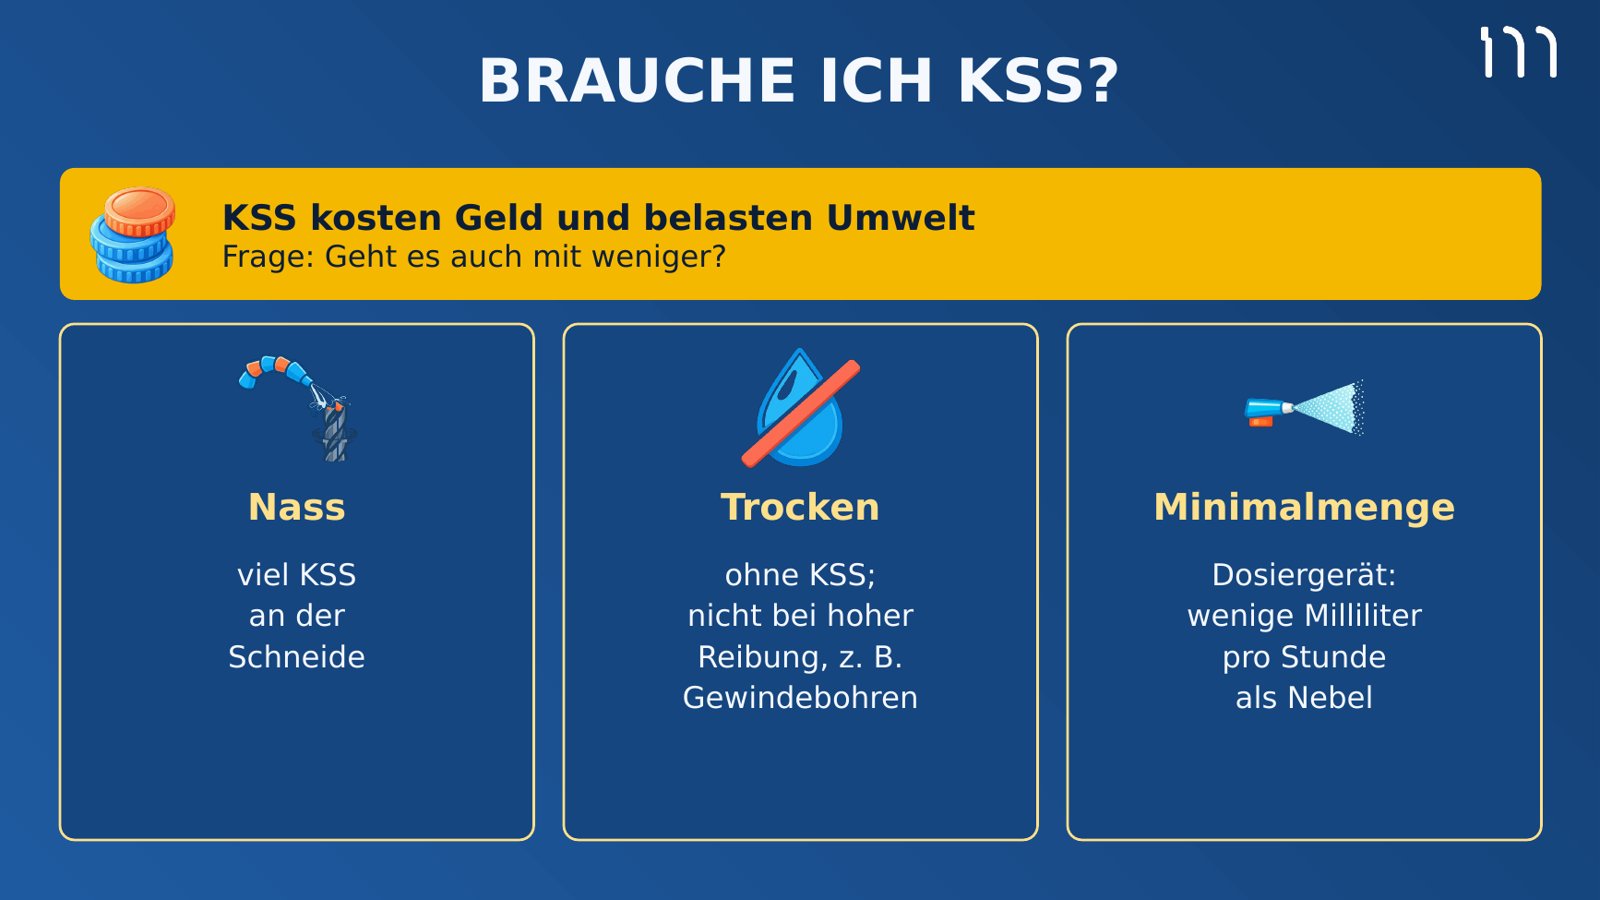 BRAUCHE ICH KSS?
KSS kosten Geld und belasten Umwelt
Frage: Geht es auch mit weniger?
Nass
viel KSS
an der
Schneide
Trocken
ohne KSS;
nicht bei hoher
Reibung, z. B.
Gewindebohren
Minimalmenge
Dosiergerät:
wenige Milliliter
pro Stunde
als Nebel